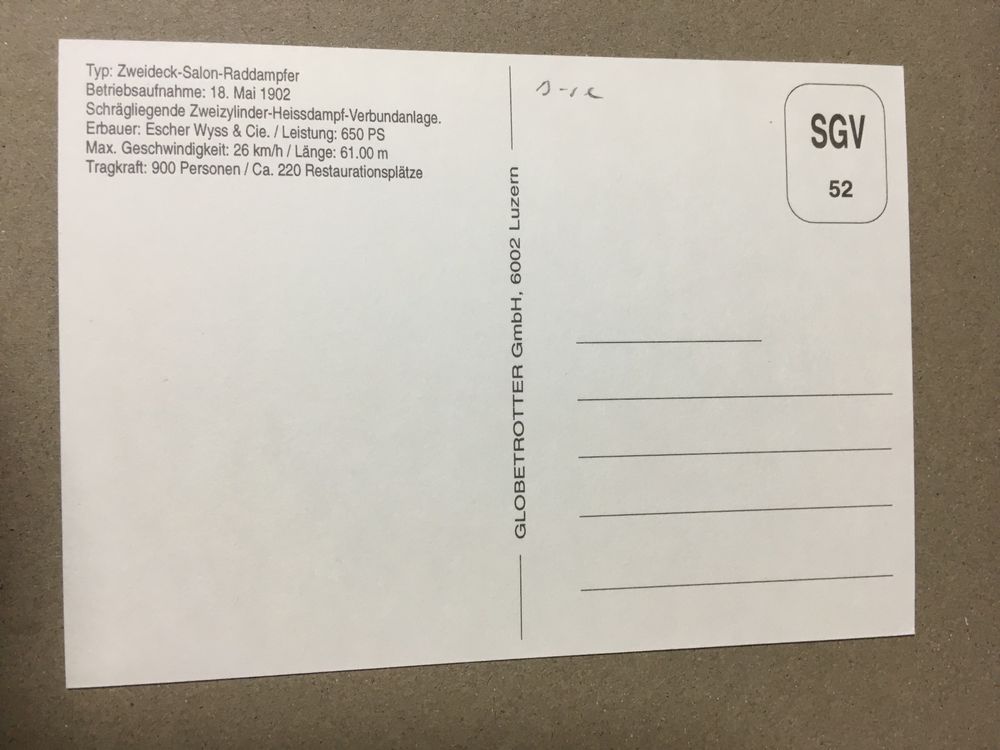 Typ: Zweideck-Salon-Raddampfer
Betriebsaufnahme: 18. Mai 1902
Schrägliegende Zweizylinder-Heissdampf-Verbundanlage.
Erbauer: Escher Wyss & Cie. / Leistung: 650 PS
Max. Geschwindigkeit: 26 km/h / Länge: 61.00 m
Tragkraft: 900 Personen / Ca. 220 Restaurationsplätze
GLOBETROTTER GmbH, 6002 Luzern
SGV
52